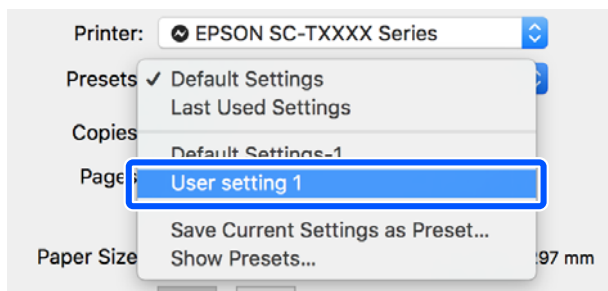 Printer: EPSON SC-TXXXX Series
Presets ✓ Default Settings
Last Used Settings
Copies
Default Settings-1
Pages
User setting 1
Save Current Settings as Preset...
Paper Size
Show Presets...
97 mm